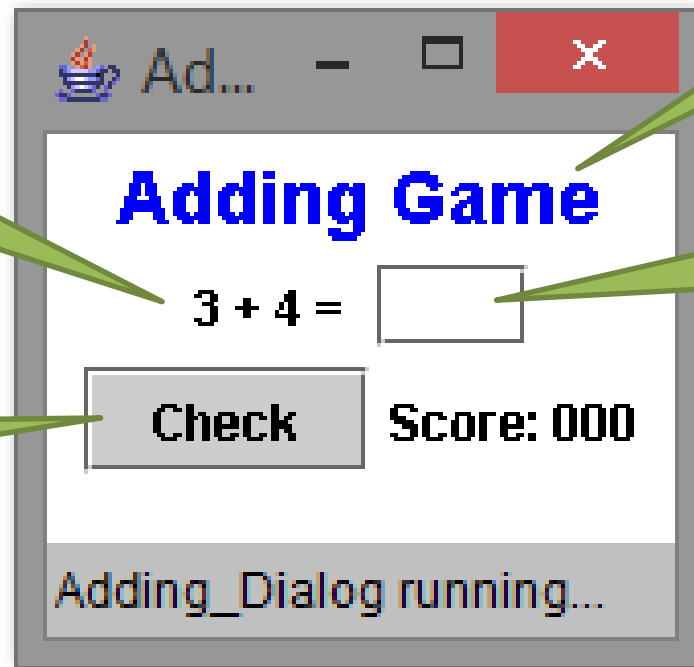 Ad...
Adding Game
3 + 4 =
Check Score: 000
Adding_Dialog running...